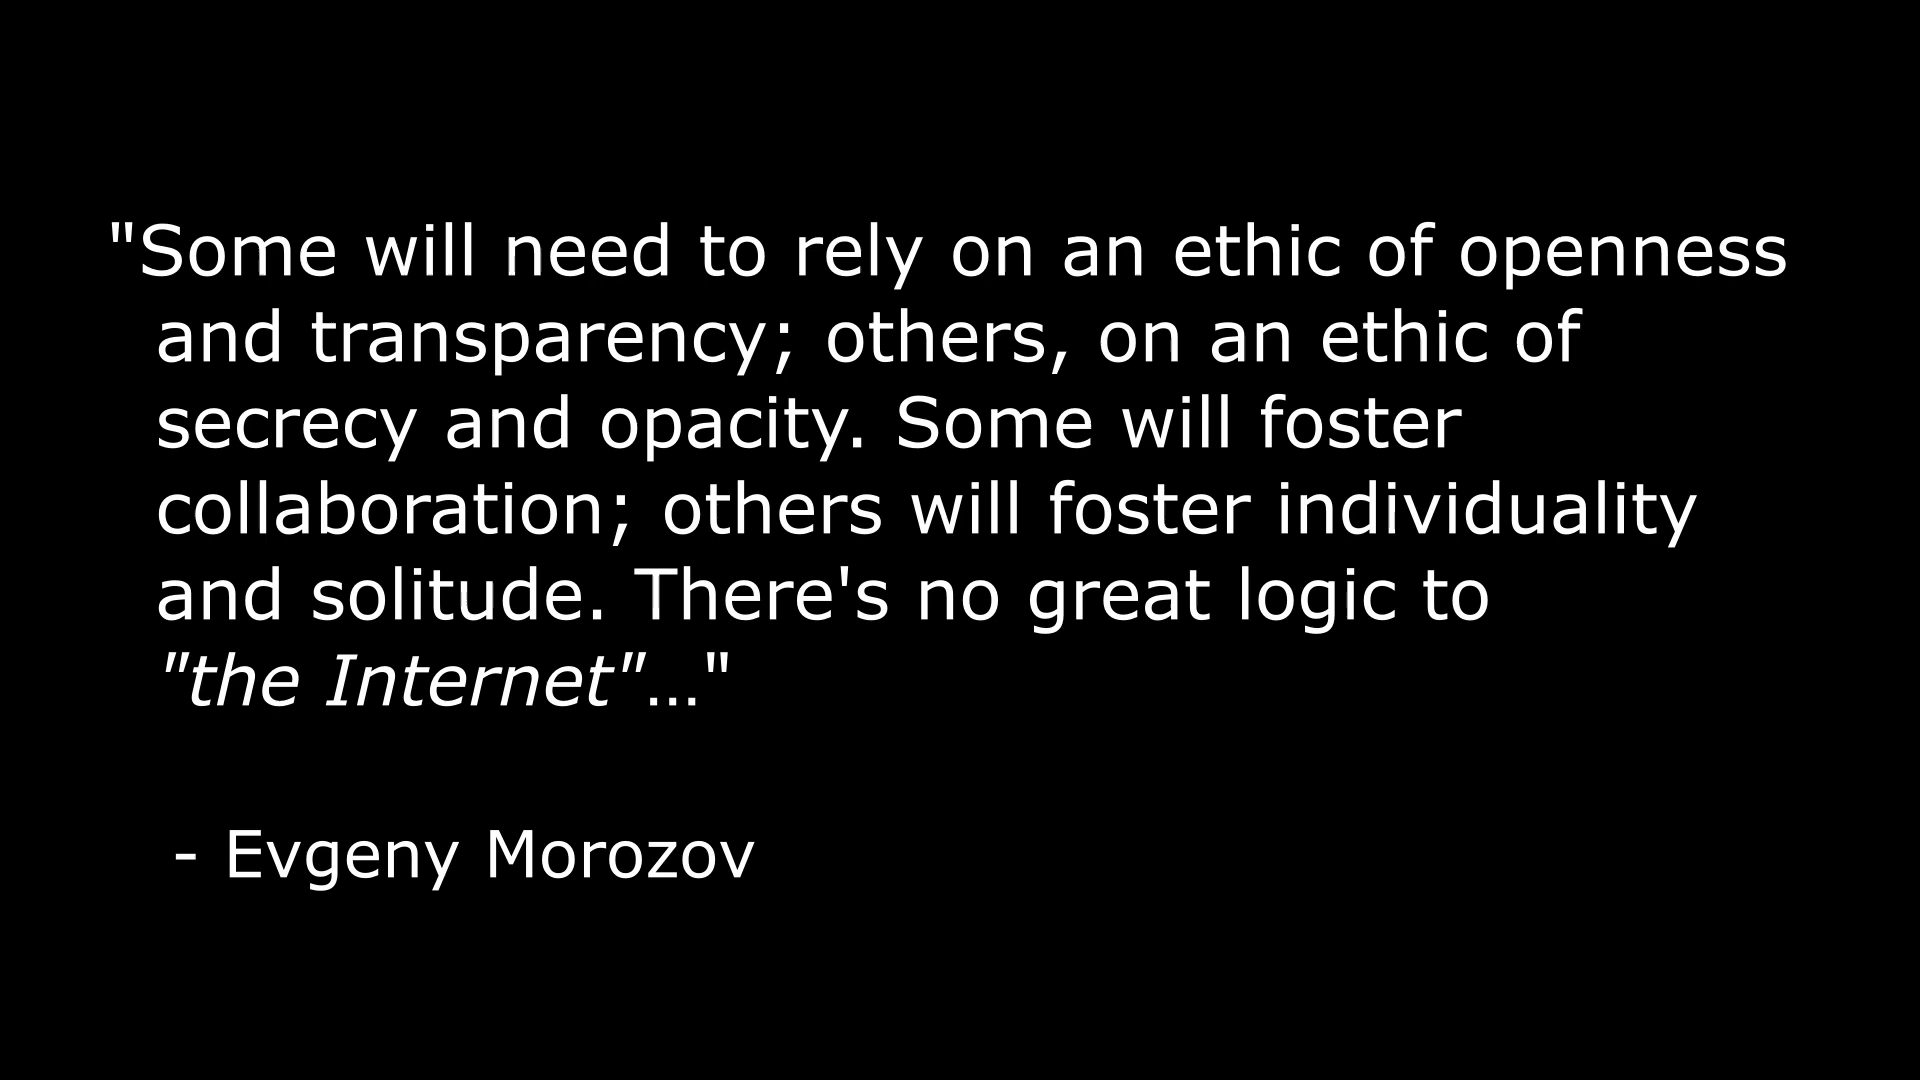 "Some will need to rely on an ethic of openness
and transparency; others, on an ethic of
secrecy and opacity. Some will foster
collaboration; others will foster individuality
and solitude. There's no great logic to
"the Internet"..."
- Evgeny Morozov